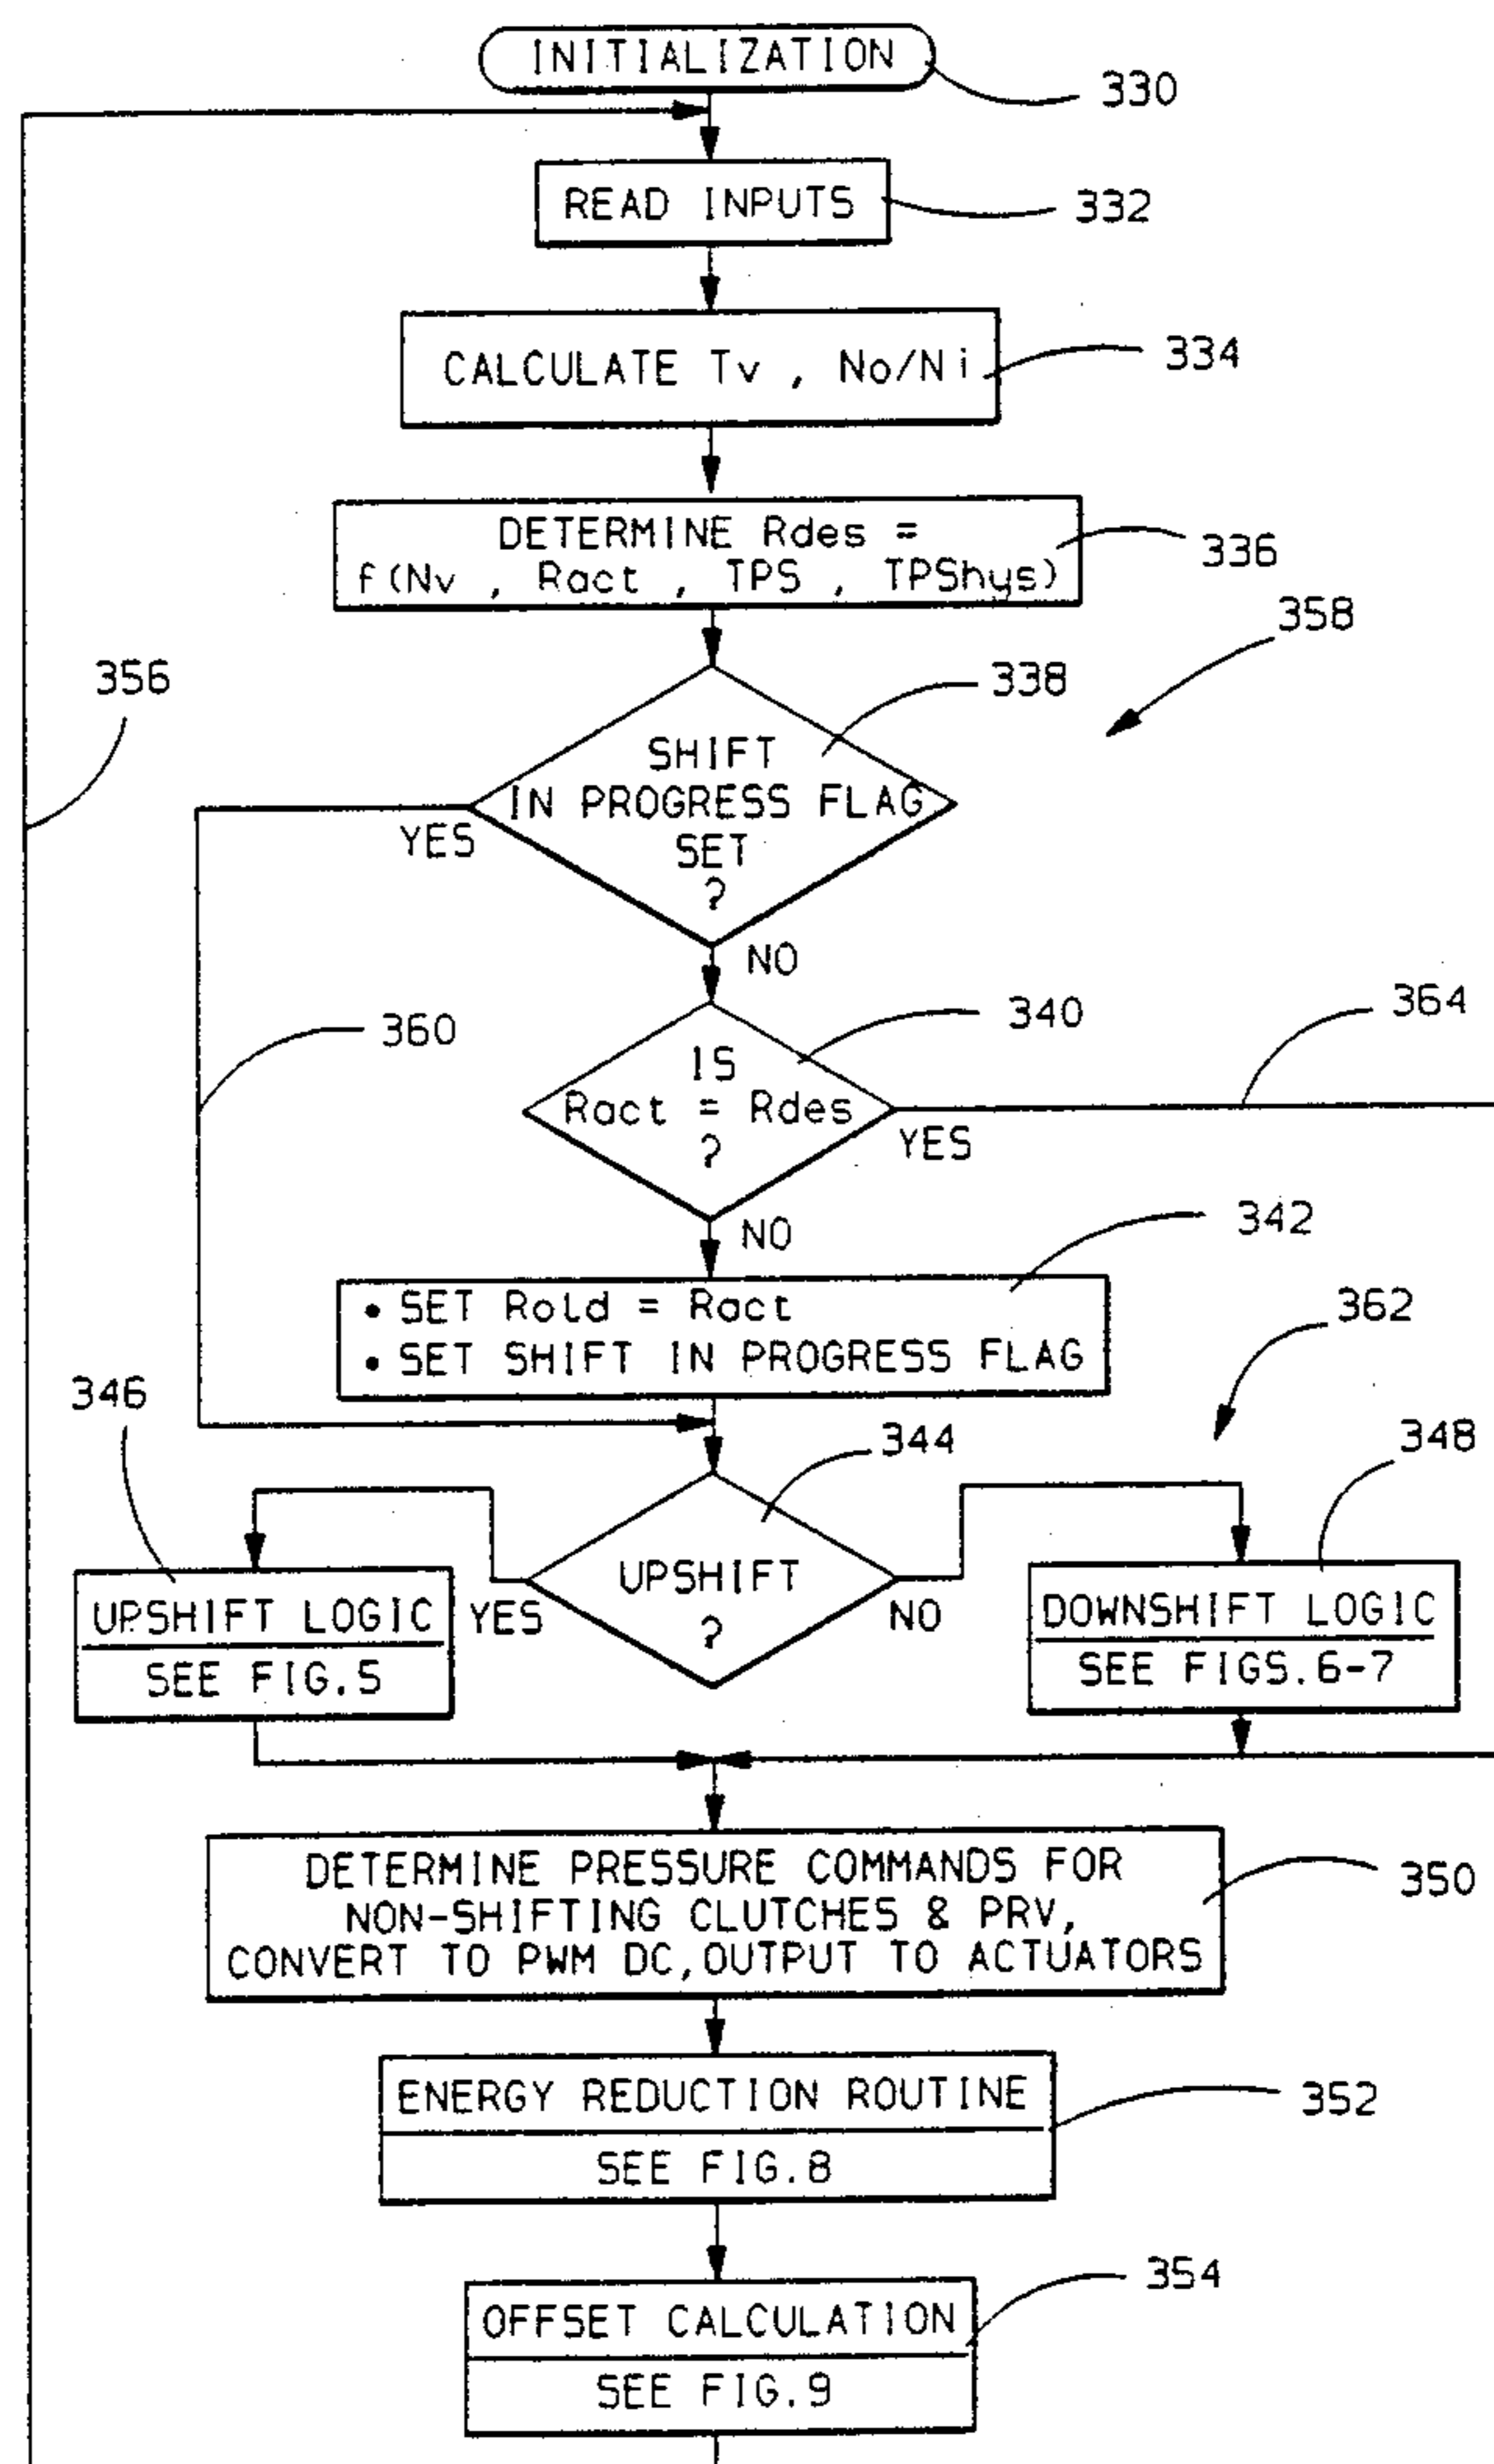 INITIALIZATION
330
READ INPUTS
332
CALCULATE Tv , No/Ni
334
DETERMINE Rdes =
f(Nv , Ract , TPS , TPShys)
336
358
356
338
SHIFT
IN PROGRESS FLAG
SET
?
YES
NO
360
340
364
IS
Ract = Rdes
?
YES
NO
342
• SET Rold = Ract
• SET SHIFT IN PROGRESS FLAG
362
346
344
348
UPSHIFT
?
YES
NO
UPSHIFT LOGIC
SEE FIG.5
DOWNSHIFT LOGIC
SEE FIGS.6-7
DETERMINE PRESSURE COMMANDS FOR
NON-SHIFTING CLUTCHES & PRV,
CONVERT TO PWM DC,OUTPUT TO ACTUATORS
350
ENERGY REDUCTION ROUTINE
SEE FIG.8
352
OFFSET CALCULATION
SEE FIG.9
354